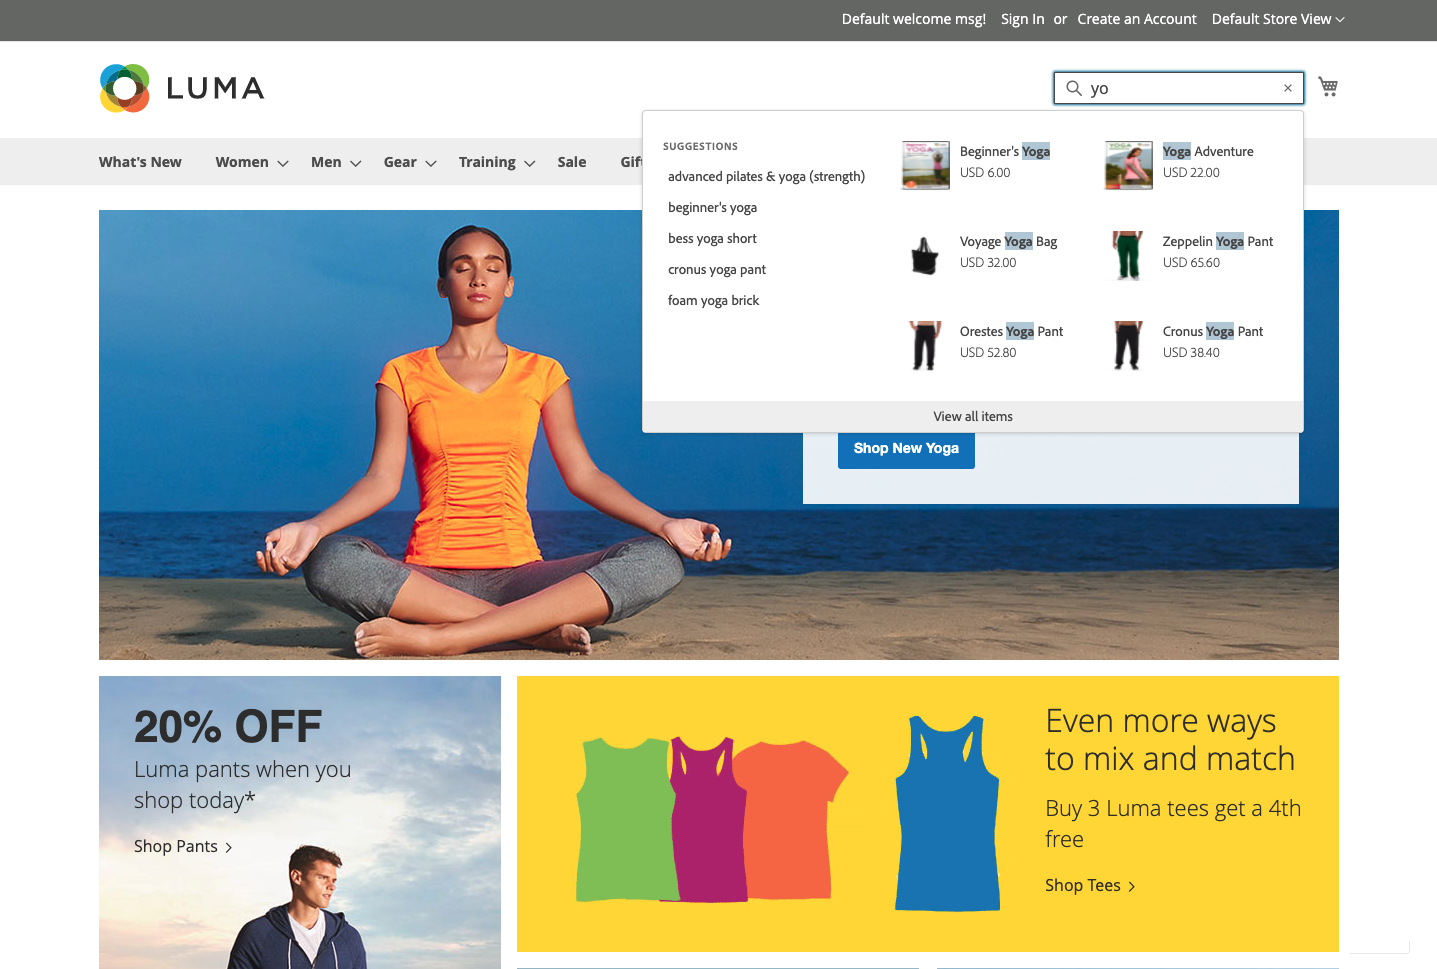 Default welcome msg! Sign In or Create an Account Default Store View
LUMA
yo
×
What's New Women Men Gear Training Sale
SUGGESTIONS
advanced pilates & yoga (strength)
beginner's yoga
bess yoga short
cronus yoga pant
foam yoga brick
Beginner's Yoga
USD 6.00
Yoga Adventure
USD 22.00
Voyage Yoga Bag
USD 32.00
Zeppelin Yoga Pant
USD 65.60
Orestes Yoga Pant
USD 52.80
Cronus Yoga Pant
USD 38.40
View all items
Shop New Yoga
20% OFF
Luma pants when you
shop today*
Shop Pants
Even more ways
to mix and match
Buy 3 Luma tees get a 4th
free
Shop Tees